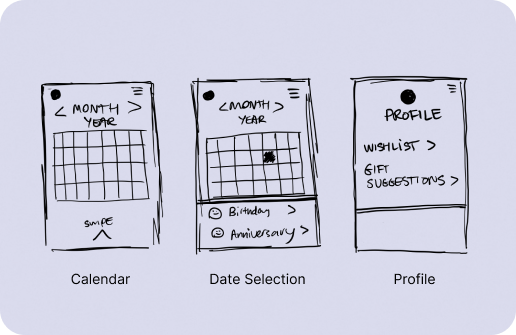 < MONTH >
YEAR
SWIPE
Calendar
< MONTH >
YEAR
Birthday >
Anniversary >
Date Selection
PROFILE
WISHLIST >
GIFT
SUGGESTIONS >
Profile